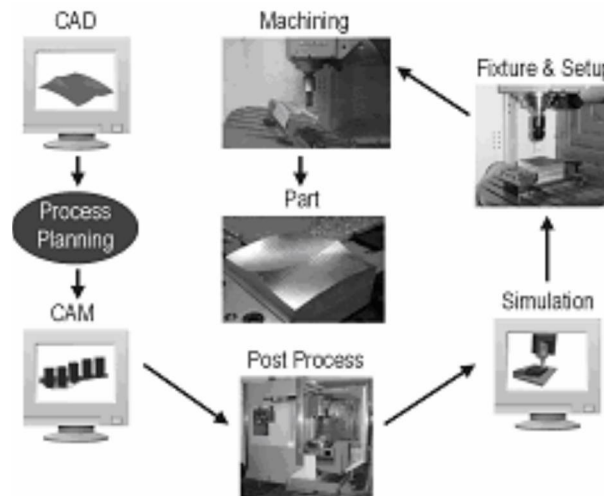 CAD
Machining
Fixture & Setup
Process
Planning
Part
CAM
Post Process
Simulation